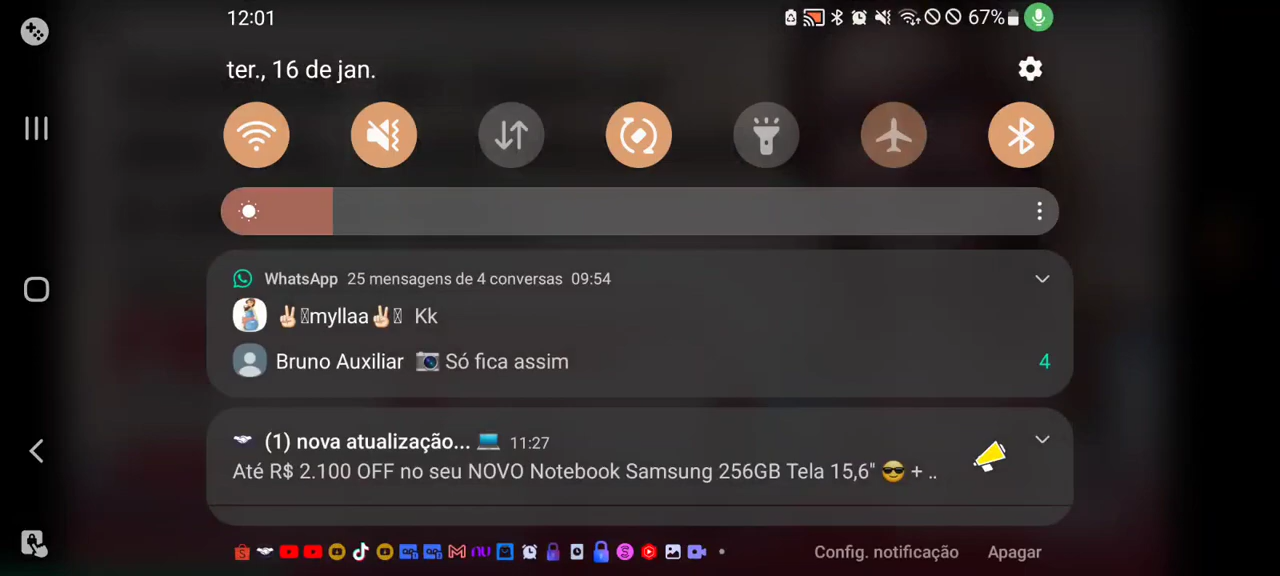 12:01
67%
ter., 16 de jan.
WhatsApp 25 mensagens de 4 conversas 09:54
✌🏻myllaa✌🏻 Kk
Bruno Auxiliar 📷 Só fica assim
4
(1) nova atualização... 💻 11:27
Até R$ 2.100 OFF no seu NOVO Notebook Samsung 256GB Tela 15,6" 😎 + ..
Config. notificação Apagar